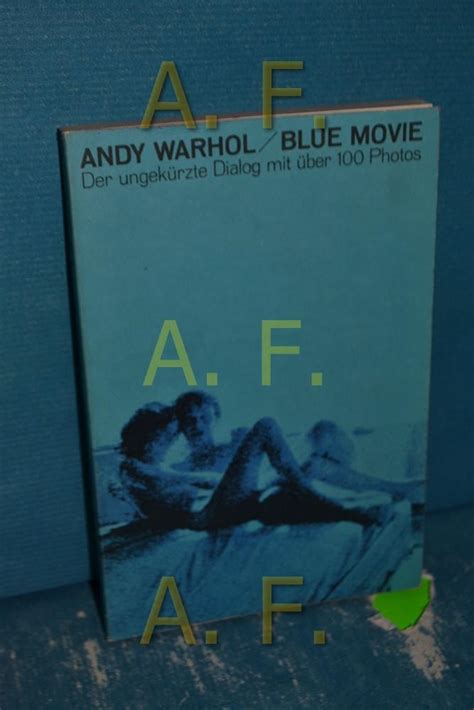 A. F.
ANDY WARHOL / BLUE MOVIE
Der ungekürzte Dialog mit über 100 Photos
A. F.
A. F.